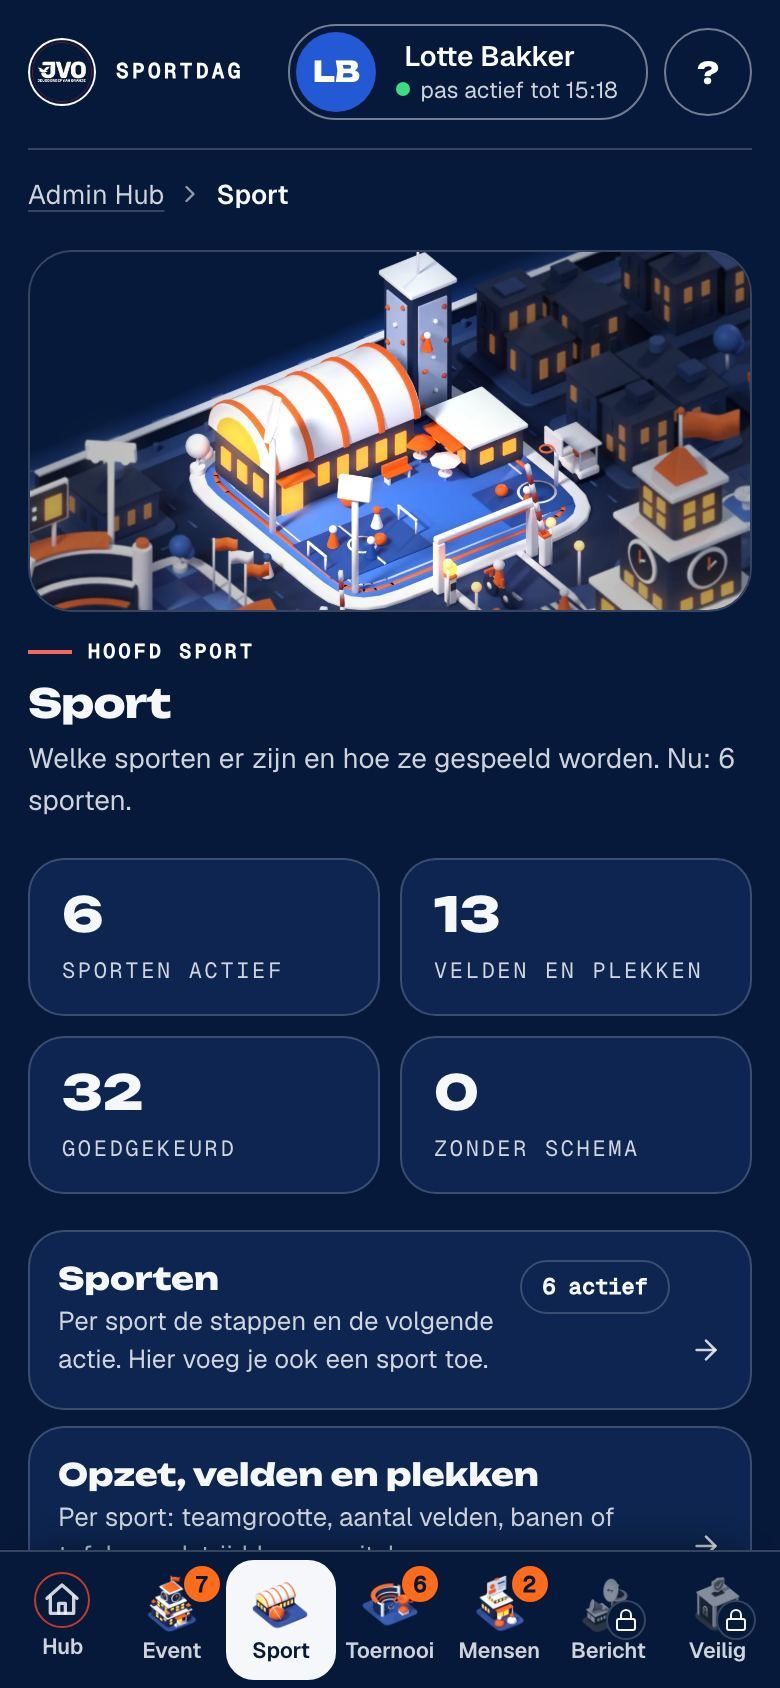 JVO
SPORTDAG
LB
Lotte Bakker
pas actief tot 15:18
?
Admin Hub > Sport
HOOFD SPORT
Sport
Welke sporten er zijn en hoe ze gespeeld worden. Nu: 6
sporten.
6
SPORTEN ACTIEF
13
VELDEN EN PLEKKEN
32
GOEDGEKEURD
0
ZONDER SCHEMA
Sporten
6 actief
Per sport de stappen en de volgende
actie. Hier voeg je ook een sport toe.
Opzet, velden en plekken
Per sport: teamgrootte, aantal velden, banen of
7
6
2
Hub
Event
Sport
Toernooi
Mensen
Bericht
Veilig